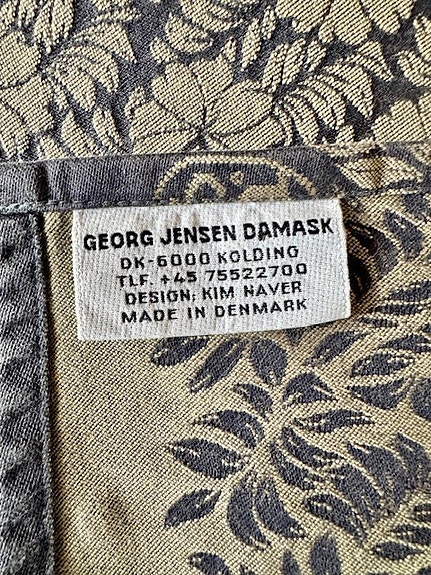 GEORG JENSEN DAMASK
DK-6000 KOLDING
TLF. +45 75522700
DESIGN: KIM NAVER
MADE IN DENMARK